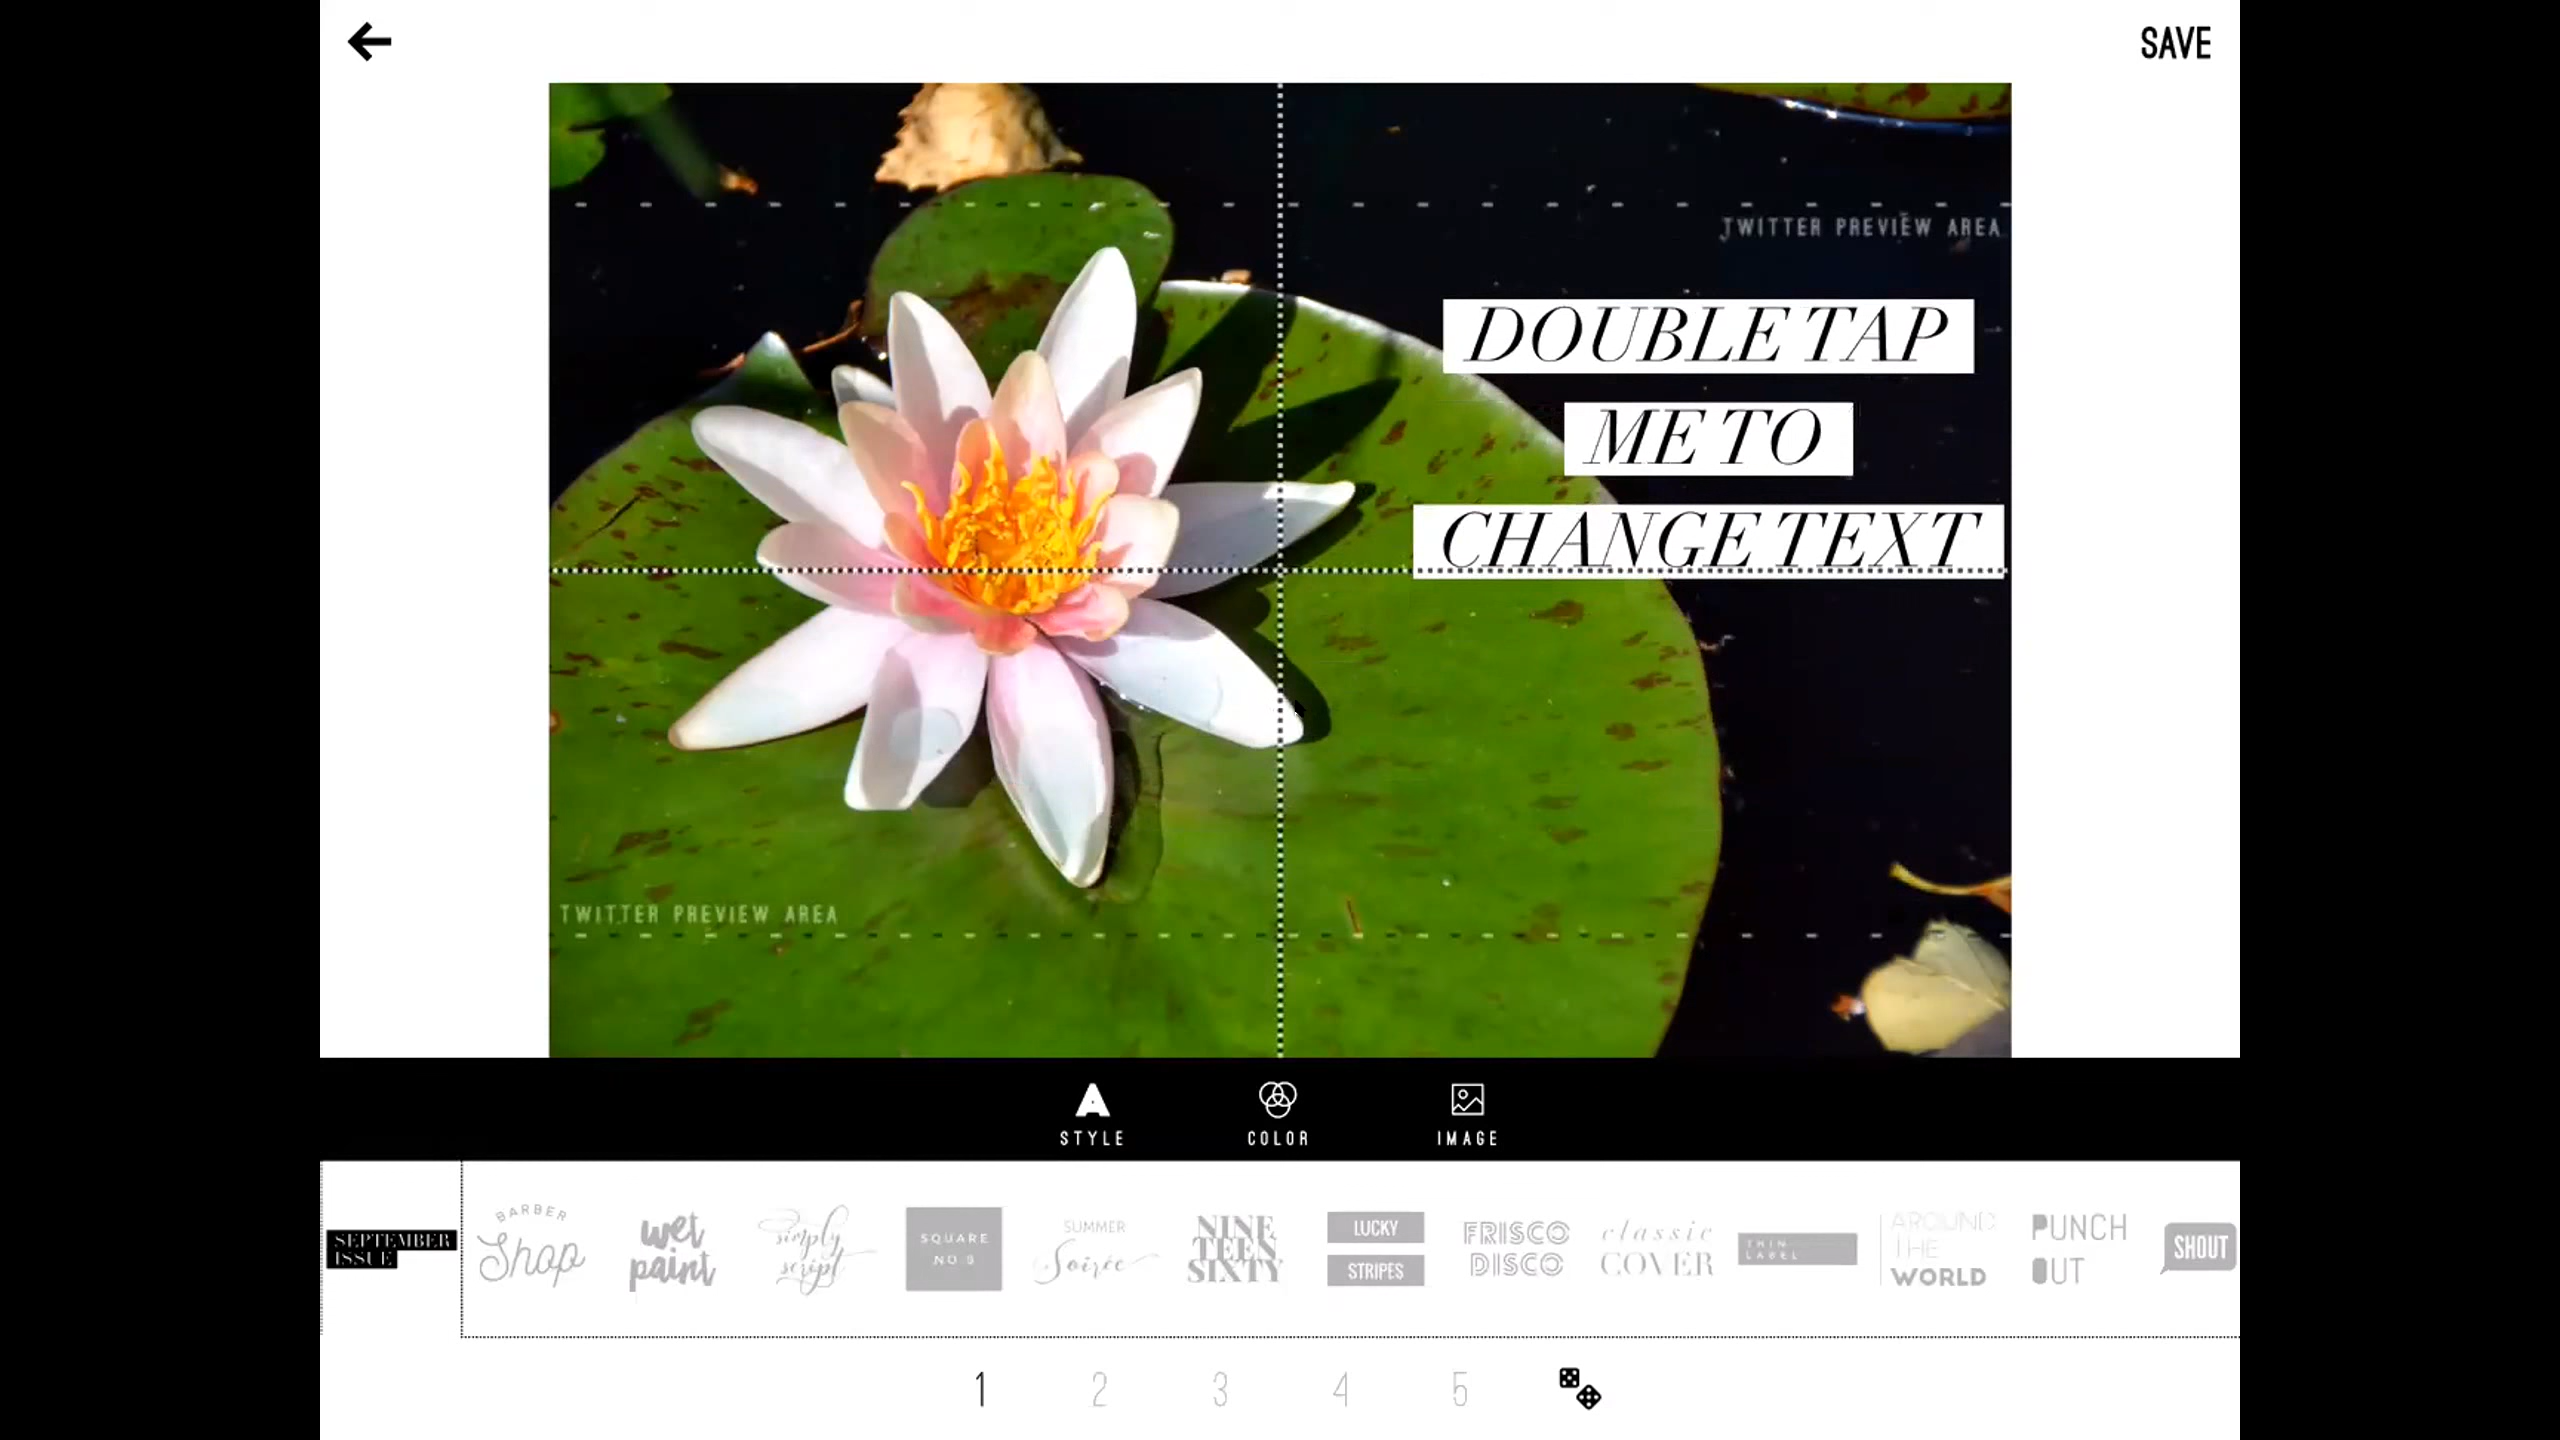 SAVE
TWITTER PREVIEW AREA
DOUBLE TAP
ME TO
CHANGE TEXT
TWITTER PREVIEW AREA
STYLE
COLOR
IMAGE
SEPTEMBER
ISSUE
BARBER
Shop
wet
paint
simply
script
SQUARE
NO.9
SUMMER
Soirée
NINE
TEEN
SIXTY
LUCKY
STRIPES
FRISCO
DISCO
classic
COVER
THIN
LABEL
AROUND
THE
WORLD
PUNCH
OUT
SHOUT
1
2
3
4
5